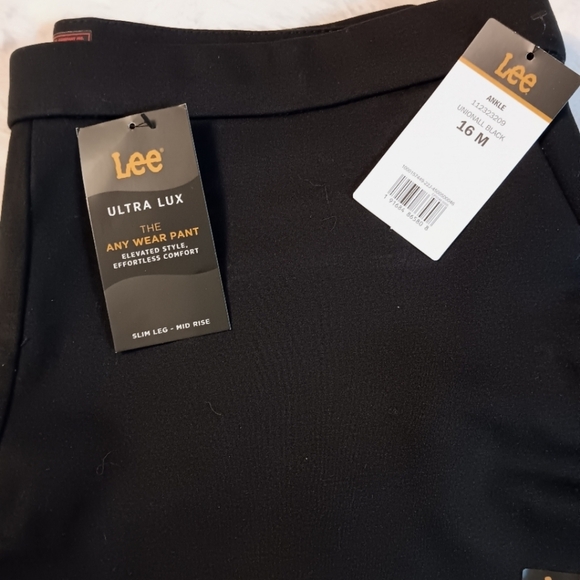 Lee
ULTRA LUX
THE
ANY WEAR PANT
ELEVATED STYLE,
EFFORTLESS COMFORT
SLIM LEG - MID RISE
Lee
ANKLE
112323209
UNIONALL BLACK
16 M